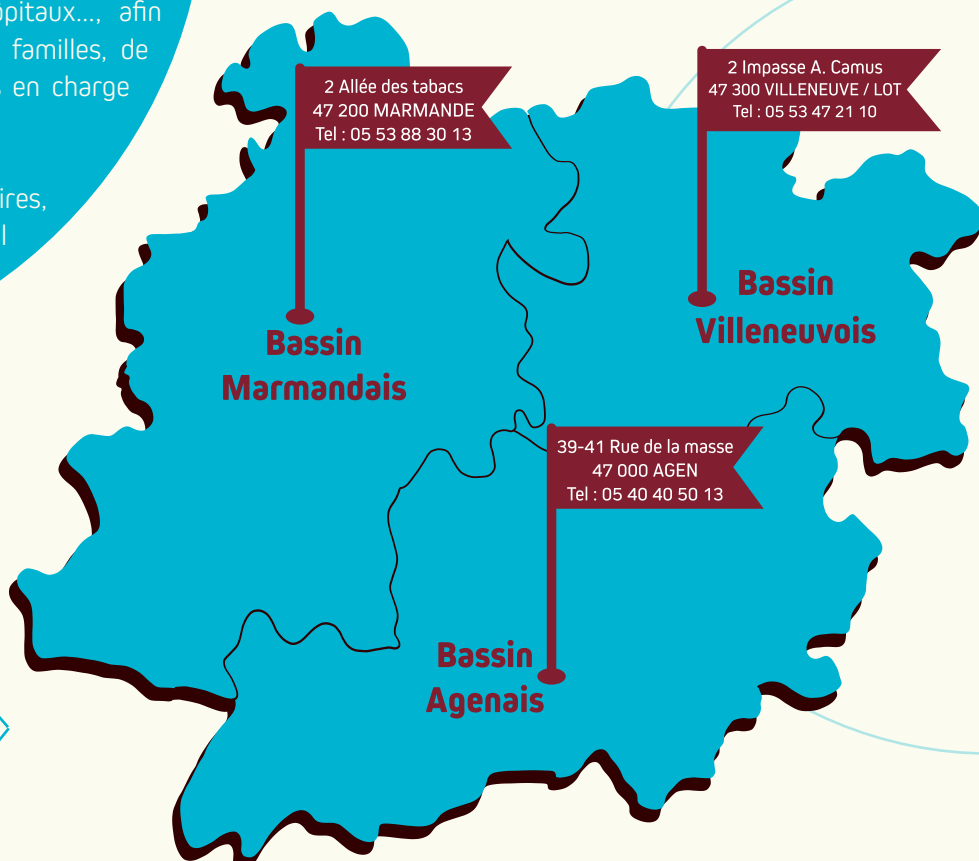 afin
familles, de
en charge
2 Allée des tabacs
47 200 MARMANDE
Tel : 05 53 88 30 13
2 Impasse A. Camus
47 300 VILLENEUVE / LOT
Tel : 05 53 47 21 10
Bassin
Villeneuvois
Bassin
Marmandais
39-41 Rue de la masse
47 000 AGEN
Tel : 05 40 40 50 13
Bassin
Agenais